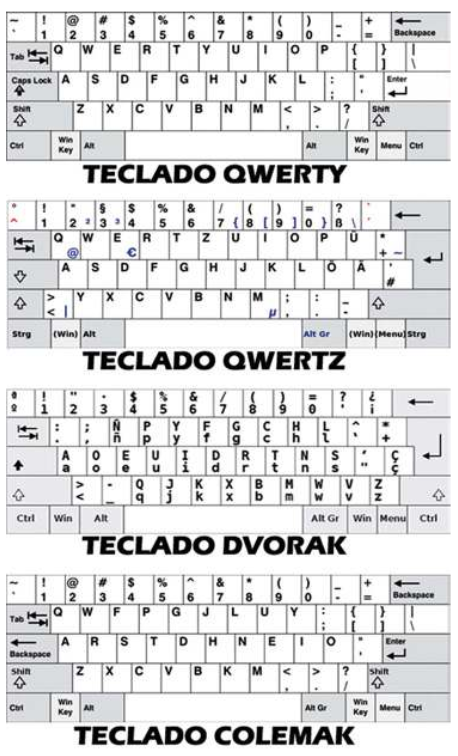 ~ ! @ # $ % ^ & * ( ) _ + Backspace
` 1 2 3 4 5 6 7 8 9 0 - =
Tab Q W E R T Y U I O P { } |
[ ] \
Caps Lock A S D F G H J K L : " Enter
; '
Shift Z X C V B N M < > ? Shift
, . /
Ctrl Win Key Alt Alt Win Key Menu Ctrl
TECLADO QWERTY
° ! " § $ % & / ( ) = ? `
^ 1 2 ² 3 ³ 4 5 6 7 { 8 [ 9 ] 0 } ß \ ´
Q W E R T Z U I O P Ü *
@ € + ~
A S D F G H J K L Ö Ä '
#
> Y X C V B N M ; : _
< | µ , . -
Strg (Win) Alt Alt Gr (Win) (Menu) Strg
TECLADO QWERTZ
ª ! " · $ % & / ( ) = ? ¿
º 1 2 3 4 5 6 7 8 9 0 ' ¡
: ; Ñ P Y F G C H L ^ *
. , ñ p y f g c h l ` +
A O E U I D R T N S ¨ Ç
a o e u i d r t n s ´ ç
> - Q J K X B M W V Z
< _ q j k x b m w v z
Ctrl Win Alt Alt Gr Win Menu Ctrl
TECLADO DVORAK
~ ! @ # $ % ^ & * ( ) _ + Backspace
` 1 2 3 4 5 6 7 8 9 0 - =
Tab Q W F P G J L U Y : { } |
; [ ] \
Backspace A R S T D H N E I O " Enter
'
Shift Z X C V B K M < > ? Shift
, . /
Ctrl Win Key Alt Alt Gr Win Key Menu Ctrl
TECLADO COLEMAK